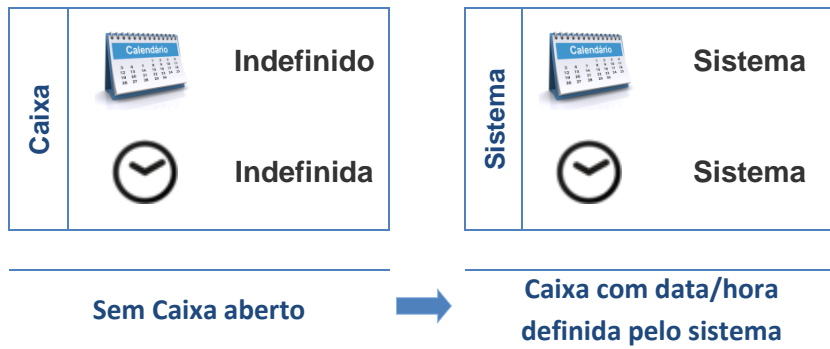 Caixa
Calendário
Indefinido
Indefinida
Sistema
Calendário
Sistema
Sistema
Sem Caixa aberto
Caixa com data/hora
definida pelo sistema